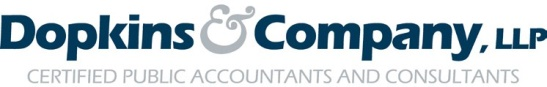 Dopkins & Company, LLP
CERTIFIED PUBLIC ACCOUNTANTS AND CONSULTANTS